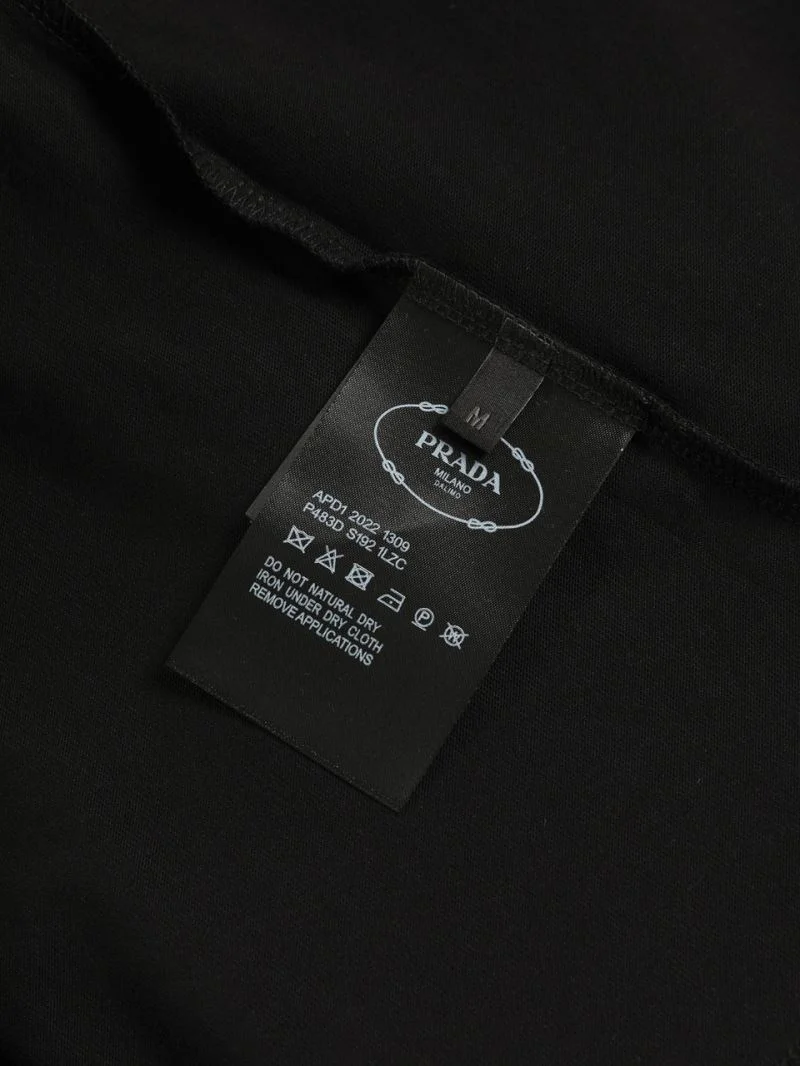 M
PRADA
MILANO
DAL 1913
APD1 2022 1309
P483D S192 1LZC
P
DO NOT NATURAL DRY
IRON UNDER DRY CLOTH
REMOVE APPLICATIONS